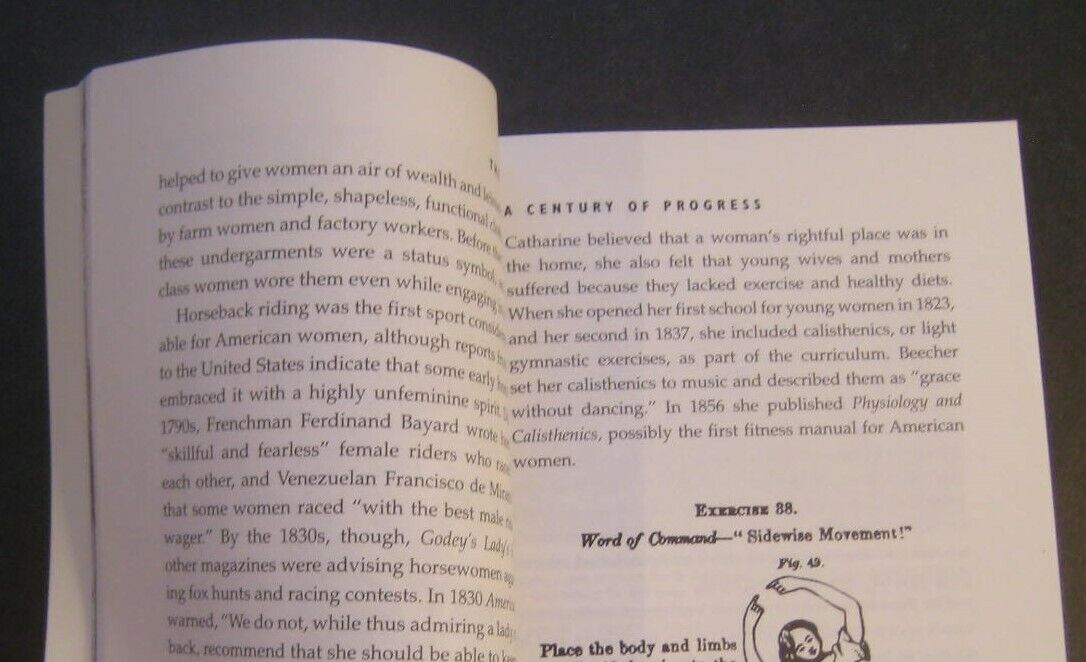 helped to give women an air of wealth and
contrast to the simple, shapeless, functional
by farm women and factory workers. Before
these undergarments were a status symbol,
class women wore them even while engaging
Horseback riding was the first sport
able for American women, although reports
to the United States indicate that some early
embraced it with a highly unfeminine spirit.
1790s, Frenchman Ferdinand Bayard wrote
“skillful and fearless” female riders who
each other, and Venezuelan Francisco de
that some women raced “with the best male
wager.” By the 1830s, though, Godey's Lady's
other magazines were advising horsewomen
ing fox hunts and racing contests. In 1830
warned, “We do not, while thus admiring a lady
back, recommend that she should be able to
A CENTURY OF PROGRESS
Catharine believed that a woman's rightful place was in
the home, she also felt that young wives and mothers
suffered because they lacked exercise and healthy diets.
When she opened her first school for young women in 1823,
and her second in 1837, she included calisthenics, or light
gymnastic exercises, as part of the curriculum. Beecher
set her calisthenics to music and described them as “grace
without dancing.” In 1856 she published Physiology and
Calisthenics, possibly the first fitness manual for American
women.
EXERCISE 38.
Word of Command—“Sidewise Movement!”
Fig. 49.
Place the body and limbs